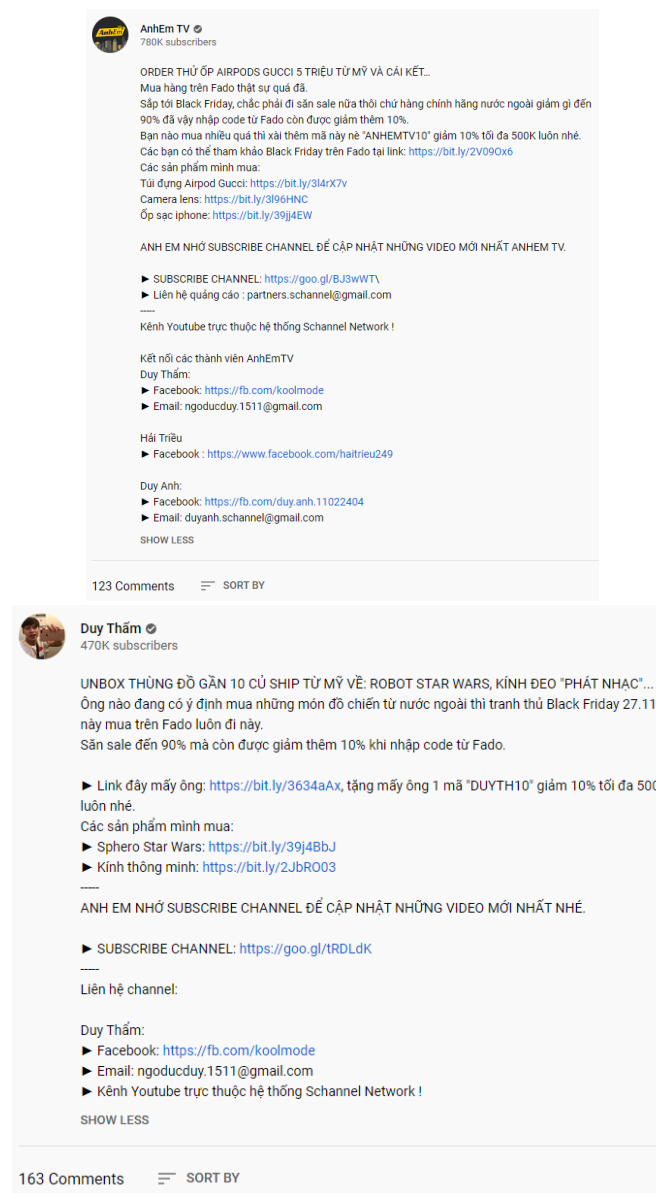 AnhEm
AnhEm TV
780K subscribers
ORDER THỬ ỐP AIRPODS GUCCI 5 TRIỆU TỪ MỸ VÀ CÁI KẾT...
Mua hàng trên Fado thật sự quá đã.
Sắp tới Black Friday, chắc phải đi săn sale nữa thôi chứ hàng chính hãng nước ngoài giảm gì đến
90% đã vậy nhập code từ Fado còn được giảm thêm 10%.
Bạn nào mua nhiều quá thì xài thêm mã này nè "ANHEMTV10" giảm 10% tối đa 500K luôn nhé.
Các bạn có thể tham khảo Black Friday trên Fado tại link: https://bit.ly/2V09Ox6
Các sản phẩm mình mua:
Túi đựng Airpod Gucci: https://bit.ly/3l4rX7v
Camera lens: https://bit.ly/3l96HNC
Ốp sạc iphone: https://bit.ly/39jj4EW
ANH EM NHỚ SUBSCRIBE CHANNEL ĐỂ CẬP NHẬT NHỮNG VIDEO MỚI NHẤT ANHEM TV.
► SUBSCRIBE CHANNEL: https://goo.gl/BJ3wWT\
► Liên hệ quảng cáo : partners.schannel@gmail.com
-----
Kênh Youtube trực thuộc hệ thống Schannel Network !
Kết nối các thành viên AnhEmTV
Duy Thẩm:
► Facebook: https://fb.com/koolmode
► Email: ngoducduy.1511@gmail.com
Hải Triều
► Facebook : https://www.facebook.com/haitrieu249
Duy Anh:
► Facebook: https://fb.com/duy.anh.11022404
► Email: duyanh.schannel@gmail.com
SHOW LESS
123 Comments SORT BY
Duy Thẩm
470K subscribers
UNBOX THÙNG ĐỒ GẦN 10 CỦ SHIP TỪ MỸ VỀ: ROBOT STAR WARS, KÍNH ĐEO "PHÁT NHẠC"...
Ông nào đang có ý định mua những món đồ chiến từ nước ngoài thì tranh thủ Black Friday 27.11
này mua trên Fado luôn đi này.
Săn sale đến 90% mà còn được giảm thêm 10% khi nhập code từ Fado.
► Link đây mấy ông: https://bit.ly/3634aAx, tặng mấy ông 1 mã "DUYTH10" giảm 10% tối đa 500
luôn nhé.
Các sản phẩm mình mua:
► Sphero Star Wars: https://bit.ly/39j4BbJ
► Kính thông minh: https://bit.ly/2JbRO03
-----
ANH EM NHỚ SUBSCRIBE CHANNEL ĐỂ CẬP NHẬT NHỮNG VIDEO MỚI NHẤT NHÉ.
► SUBSCRIBE CHANNEL: https://goo.gl/tRDLdK
-----
Liên hệ channel:
Duy Thẩm:
► Facebook: https://fb.com/koolmode
► Email: ngoducduy.1511@gmail.com
► Kênh Youtube trực thuộc hệ thống Schannel Network !
SHOW LESS
163 Comments SORT BY